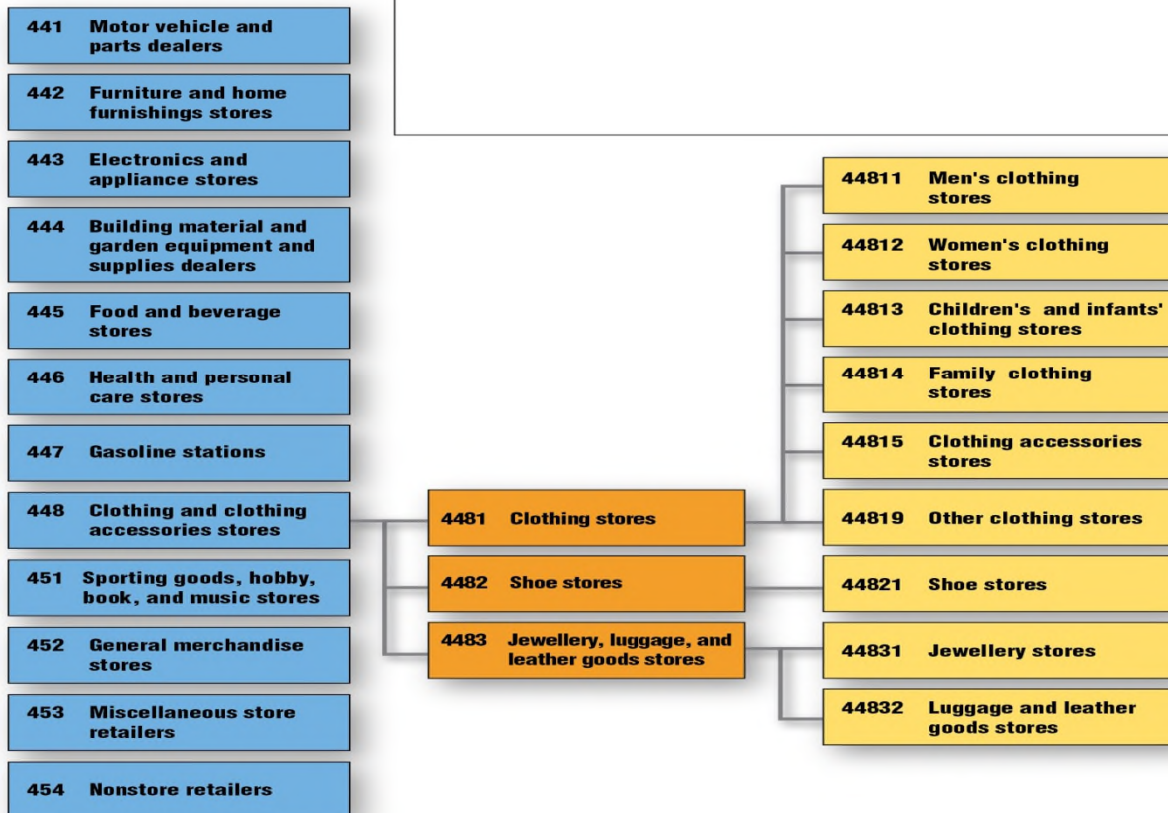 441 Motor vehicle and
parts dealers
442 Furniture and home
furnishings stores
443 Electronics and
appliance stores
444 Building material and
garden equipment and
supplies dealers
445 Food and beverage
stores
446 Health and personal
care stores
447 Gasoline stations
448 Clothing and clothing
accessories stores
451 Sporting goods, hobby,
book, and music stores
452 General merchandise
stores
453 Miscellaneous store
retailers
454 Nonstore retailers
4481 Clothing stores
4482 Shoe stores
4483 Jewellery, luggage, and
leather goods stores
44811 Men's clothing
stores
44812 Women's clothing
stores
44813 Children's and infants'
clothing stores
44814 Family clothing
stores
44815 Clothing accessories
stores
44819 Other clothing stores
44821 Shoe stores
44831 Jewellery stores
44832 Luggage and leather
goods stores